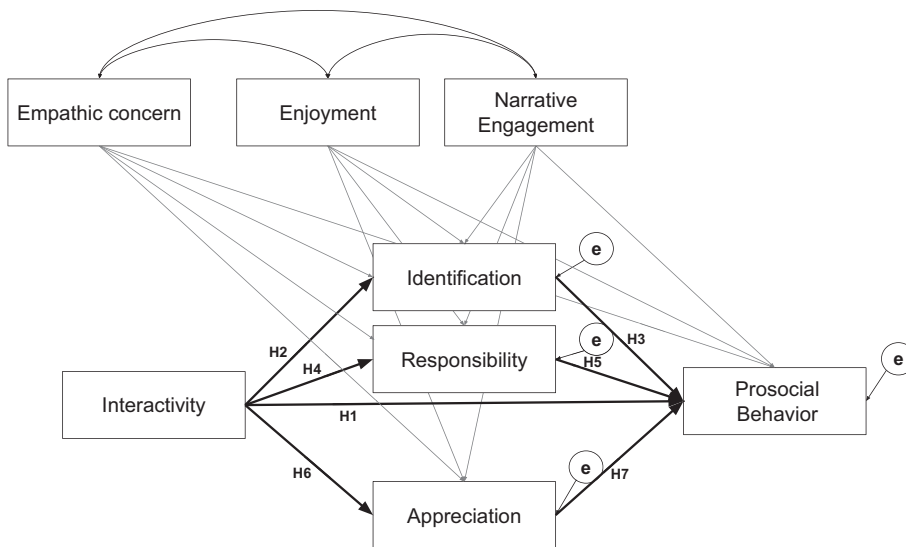 Empathic concern
Enjoyment
Narrative
Engagement
e
Identification
H2
H3
e
Responsibility
H4
H5
e
Prosocial
Behavior
Interactivity
H1
H6
e
H7
Appreciation